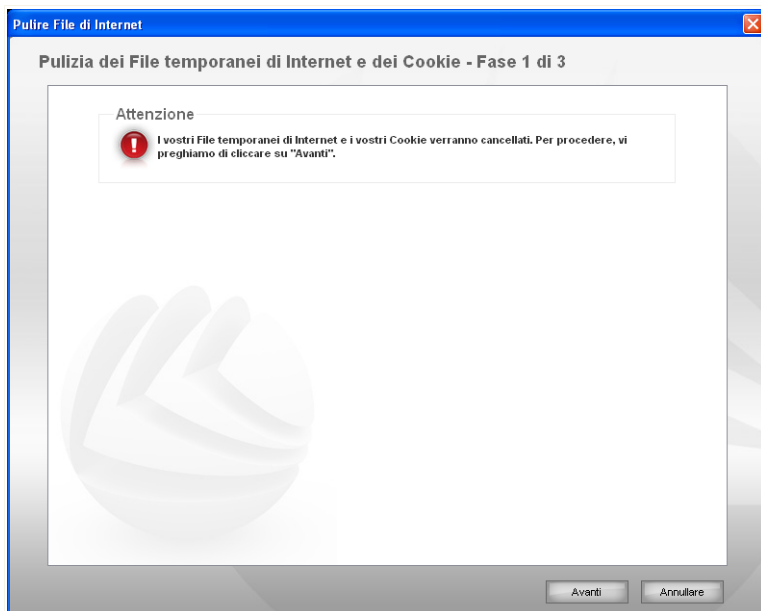 Pulire File di Internet
Pulizia dei File temporanei di Internet e dei Cookie - Fase 1 di 3
Attenzione
I vostri File temporanei di Internet e i vostri Cookie verranno cancellati. Per procedere, vi
preghiamo di cliccare su "Avanti".
Avanti
Annullare